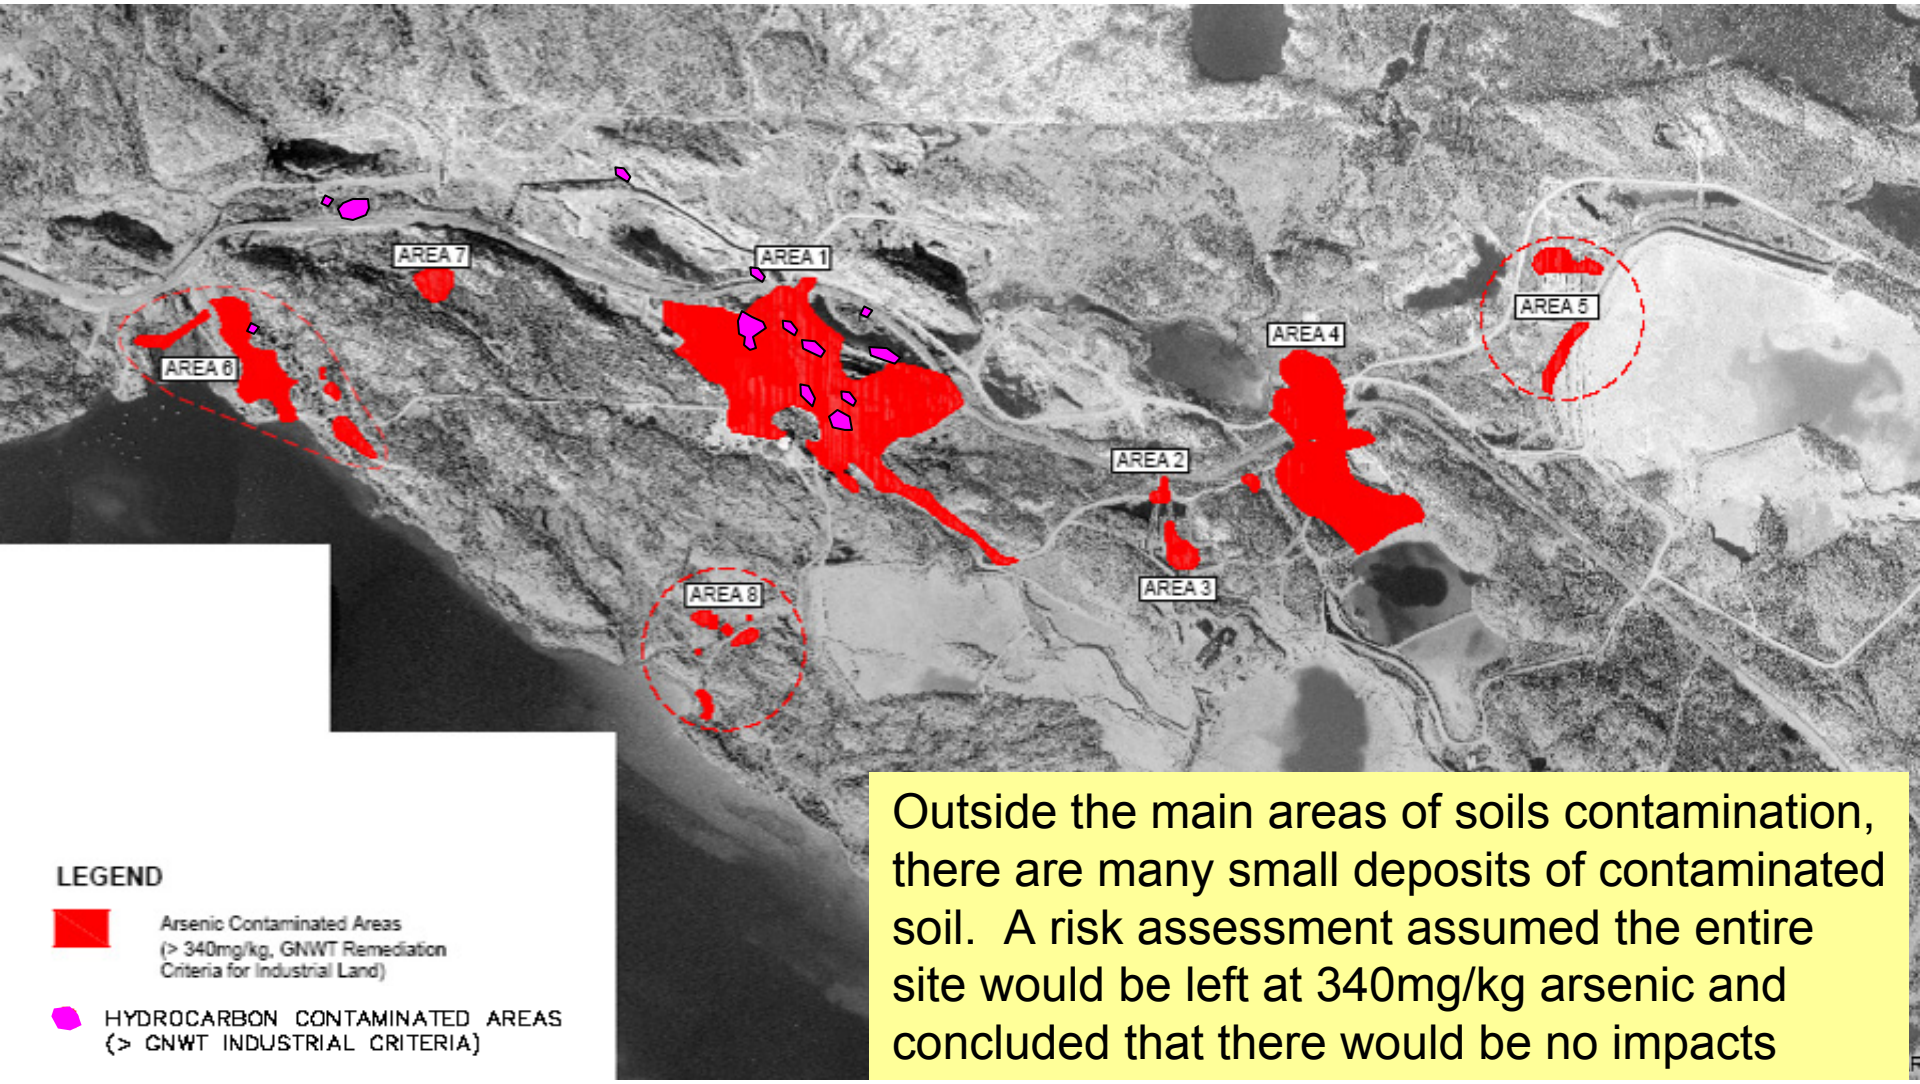 AREA 7
AREA 1
AREA 5
AREA 4
AREA 6
AREA 2
AREA 3
AREA 8
LEGEND
Arsenic Contaminated Areas
(> 340mg/kg, GNWT Remediation
Criteria for Industrial Land)
HYDROCARBON CONTAMINATED AREAS
(> GNWT INDUSTRIAL CRITERIA)
Outside the main areas of soils contamination,
there are many small deposits of contaminated
soil.  A risk assessment assumed the entire
site would be left at 340mg/kg arsenic and
concluded that there would be no impacts